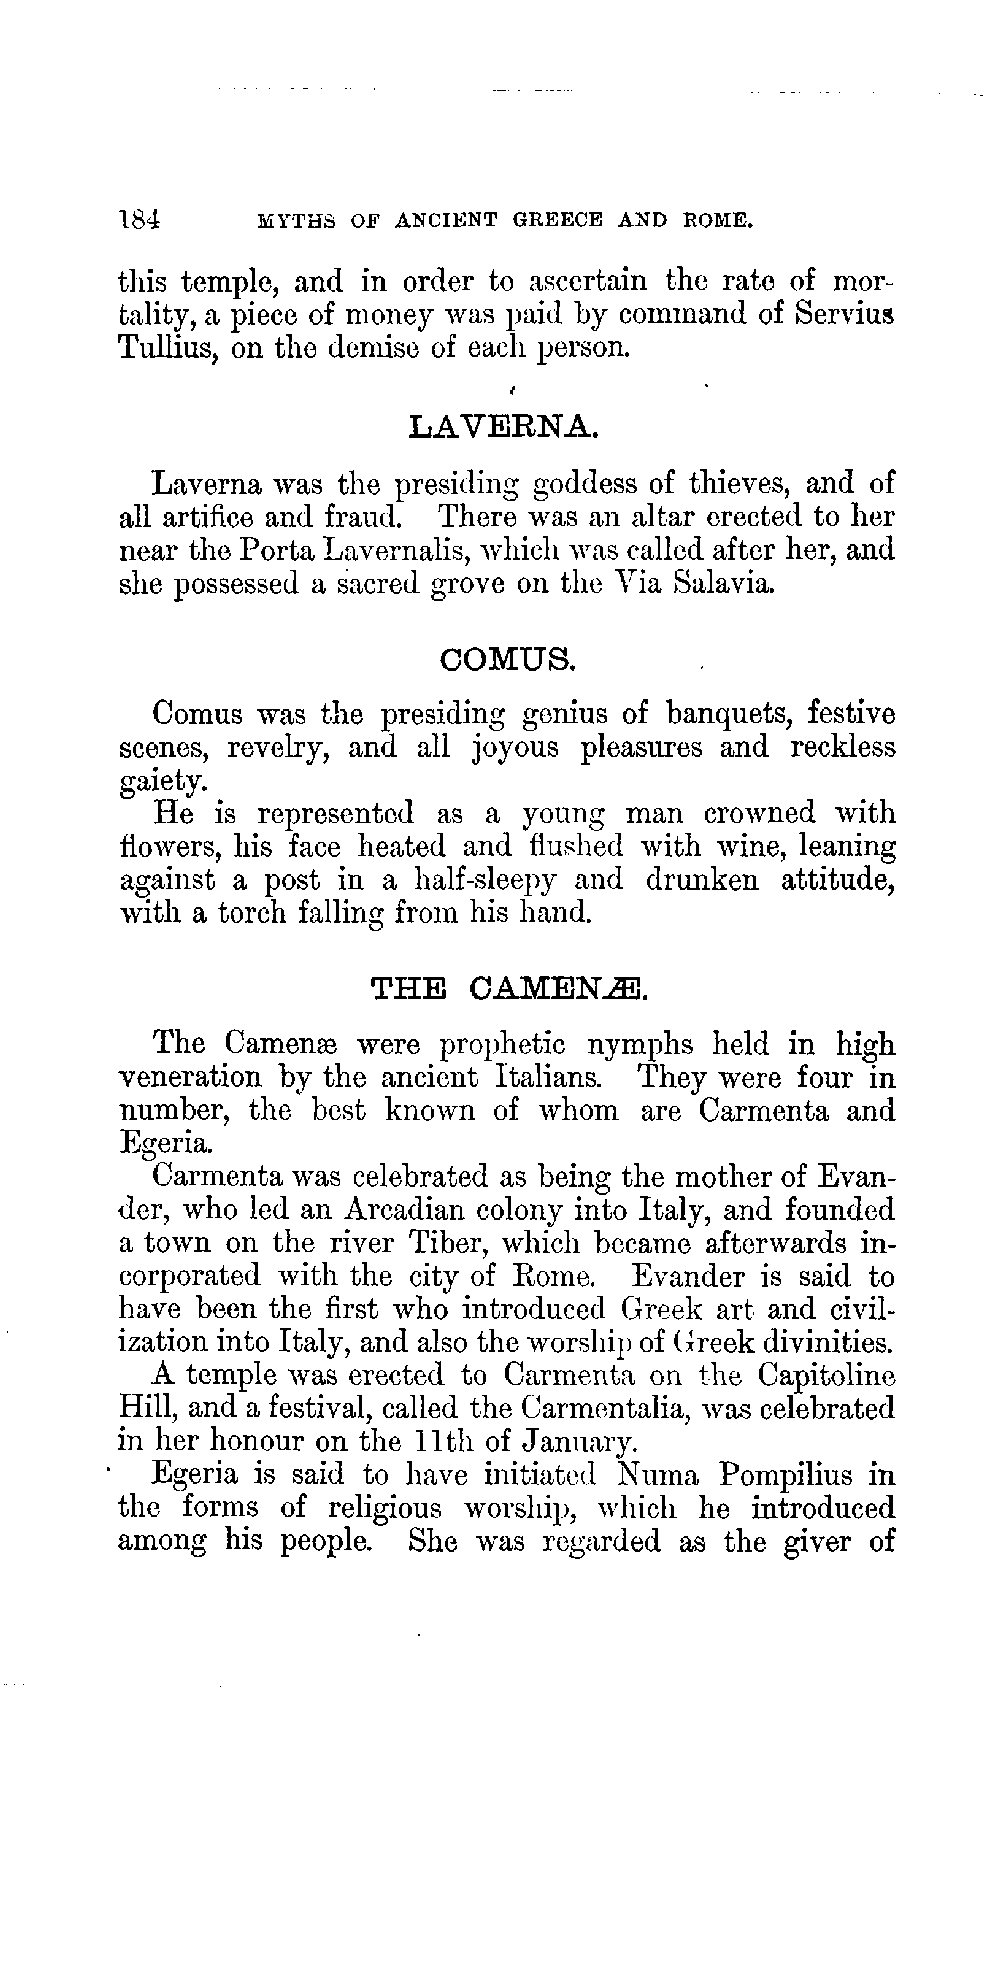 184 MYTHS OF ANCIENT GREECE AND ROME.
this temple, and in order to ascertain the rate of mor-
tality, a piece of money was paid by command of Servius
Tullius, on the demise of each person.
LAVERNA.
Laverna was the presiding goddess of thieves, and of
all artifice and fraud. There was an altar erected to her
near the Porta Lavernalis, which was called after her, and
she possessed a sacred grove on the Via Salavia.
COMUS.
Comus was the presiding genius of banquets, festive
scenes, revelry, and all joyous pleasures and reckless
gaiety.
He is represented as a young man crowned with
flowers, his face heated and flushed with wine, leaning
against a post in a half-sleepy and drunken attitude,
with a torch falling from his hand.
THE CAMENÆ.
The Camenæ were prophetic nymphs held in high
veneration by the ancient Italians. They were four in
number, the best known of whom are Carmenta and
Egeria.
Carmenta was celebrated as being the mother of Evan-
der, who led an Arcadian colony into Italy, and founded
a town on the river Tiber, which became afterwards in-
corporated with the city of Rome. Evander is said to
have been the first who introduced Greek art and civil-
ization into Italy, and also the worship of Greek divinities.
A temple was erected to Carmenta on the Capitoline
Hill, and a festival, called the Carmentalia, was celebrated
in her honour on the 11th of January.
Egeria is said to have initiated Numa Pompilius in
the forms of religious worship, which he introduced
among his people. She was regarded as the giver of